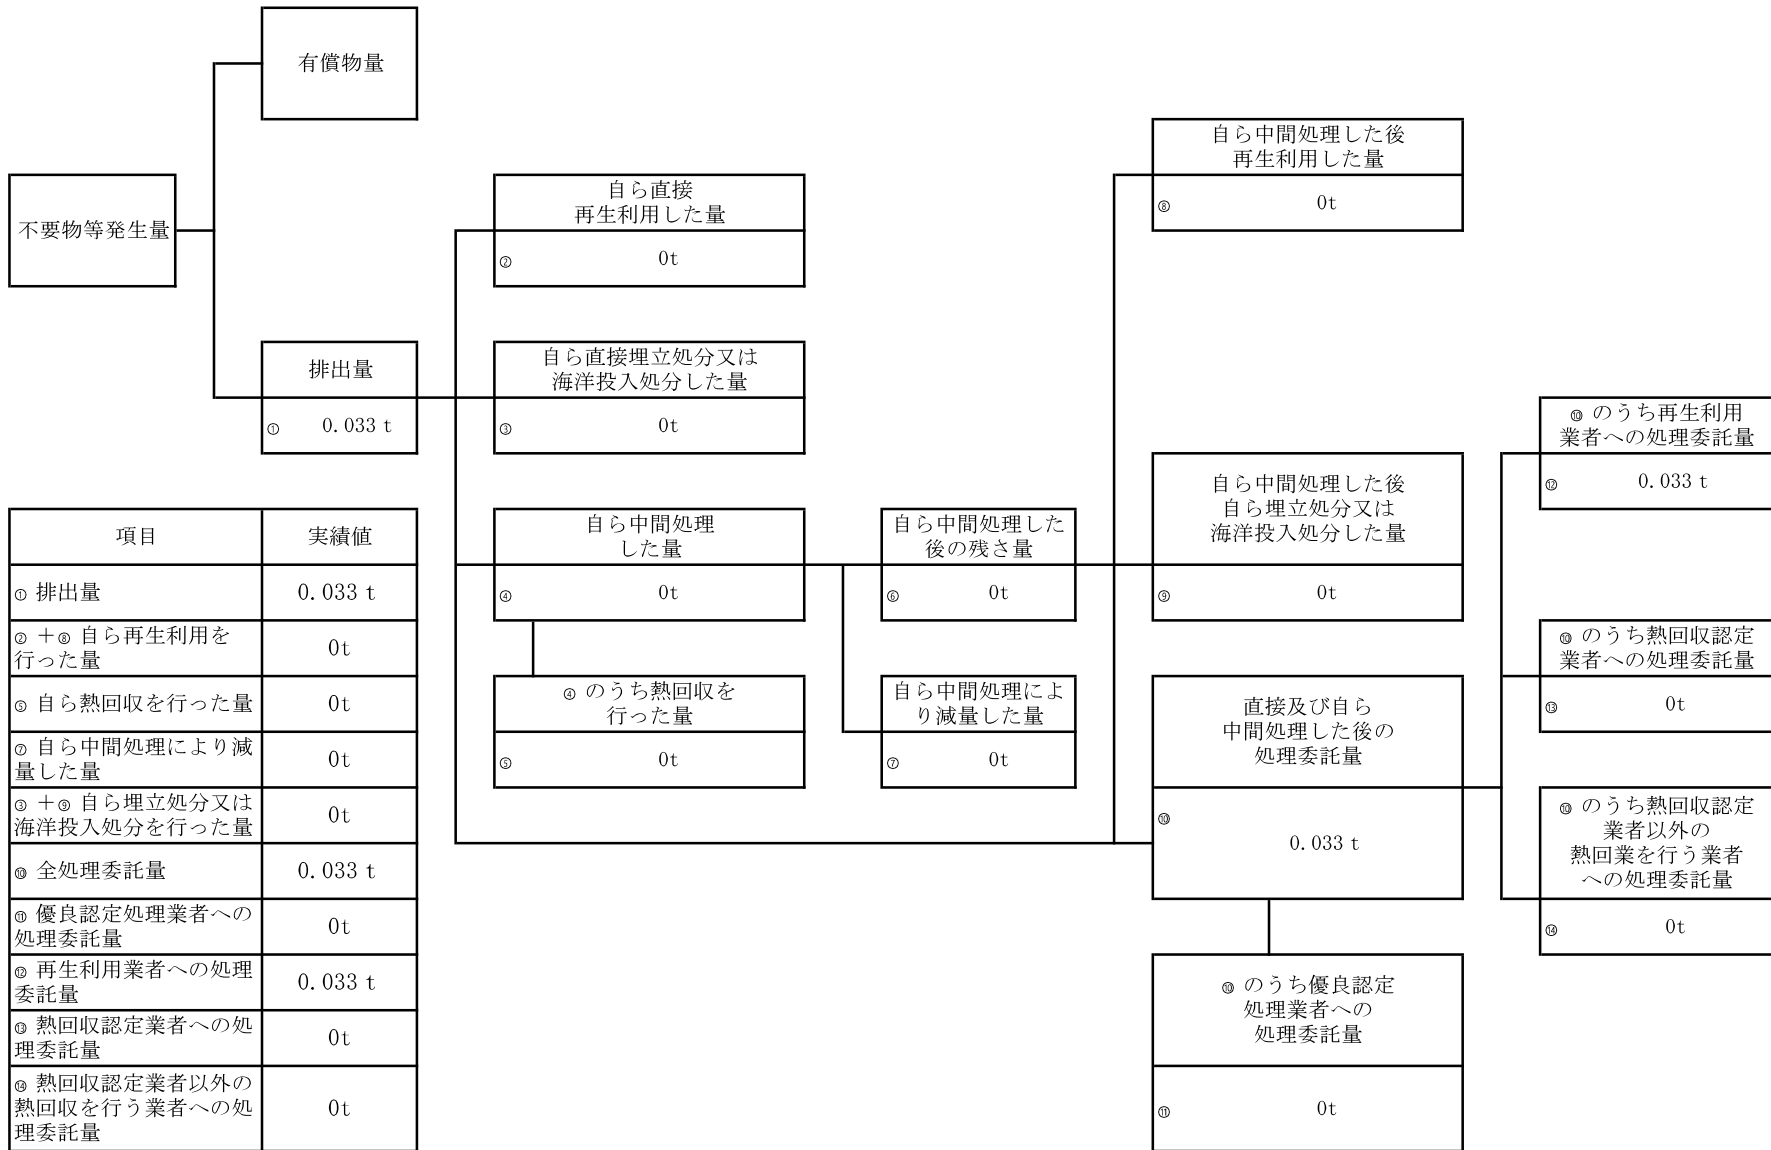 有償物量
不要物等発生量
排出量
① 0.033 t
自ら直接
再生利用した量
② 0t
自ら直接埋立処分又は
海洋投入処分した量
③ 0t
自ら中間処理
した量
④ 0t
④ のうち熱回収を
行った量
⑤ 0t
自ら中間処理した
後の残さ量
⑥ 0t
自ら中間処理によ
り減量した量
⑦ 0t
自ら中間処理した後
再生利用した量
⑧ 0t
自ら中間処理した後
自ら埋立処分又は
海洋投入処分した量
⑨ 0t
直接及び自ら
中間処理した後の
処理委託量
⑩
0.033 t
⑩ のうち優良認定
処理業者への
処理委託量
⑪ 0t
⑩ のうち再生利用
業者への処理委託量
⑫ 0.033 t
⑩ のうち熱回収認定
業者への処理委託量
⑬ 0t
⑩ のうち熱回収認定
業者以外の
熱回業を行う業者
への処理委託量
⑭ 0t
項目 実績値
① 排出量 0.033 t
② +⑧ 自ら再生利用を
行った量 0t
⑤ 自ら熱回収を行った量 0t
⑦ 自ら中間処理により減
量した量 0t
③ +⑨ 自ら埋立処分又は
海洋投入処分を行った量 0t
⑩ 全処理委託量 0.033 t
⑪ 優良認定処理業者への
処理委託量 0t
⑫ 再生利用業者への処理
委託量 0.033 t
⑬ 熱回収認定業者への処
理委託量 0t
⑭ 熱回収認定業者以外の
熱回収を行う業者への処
理委託量 0t